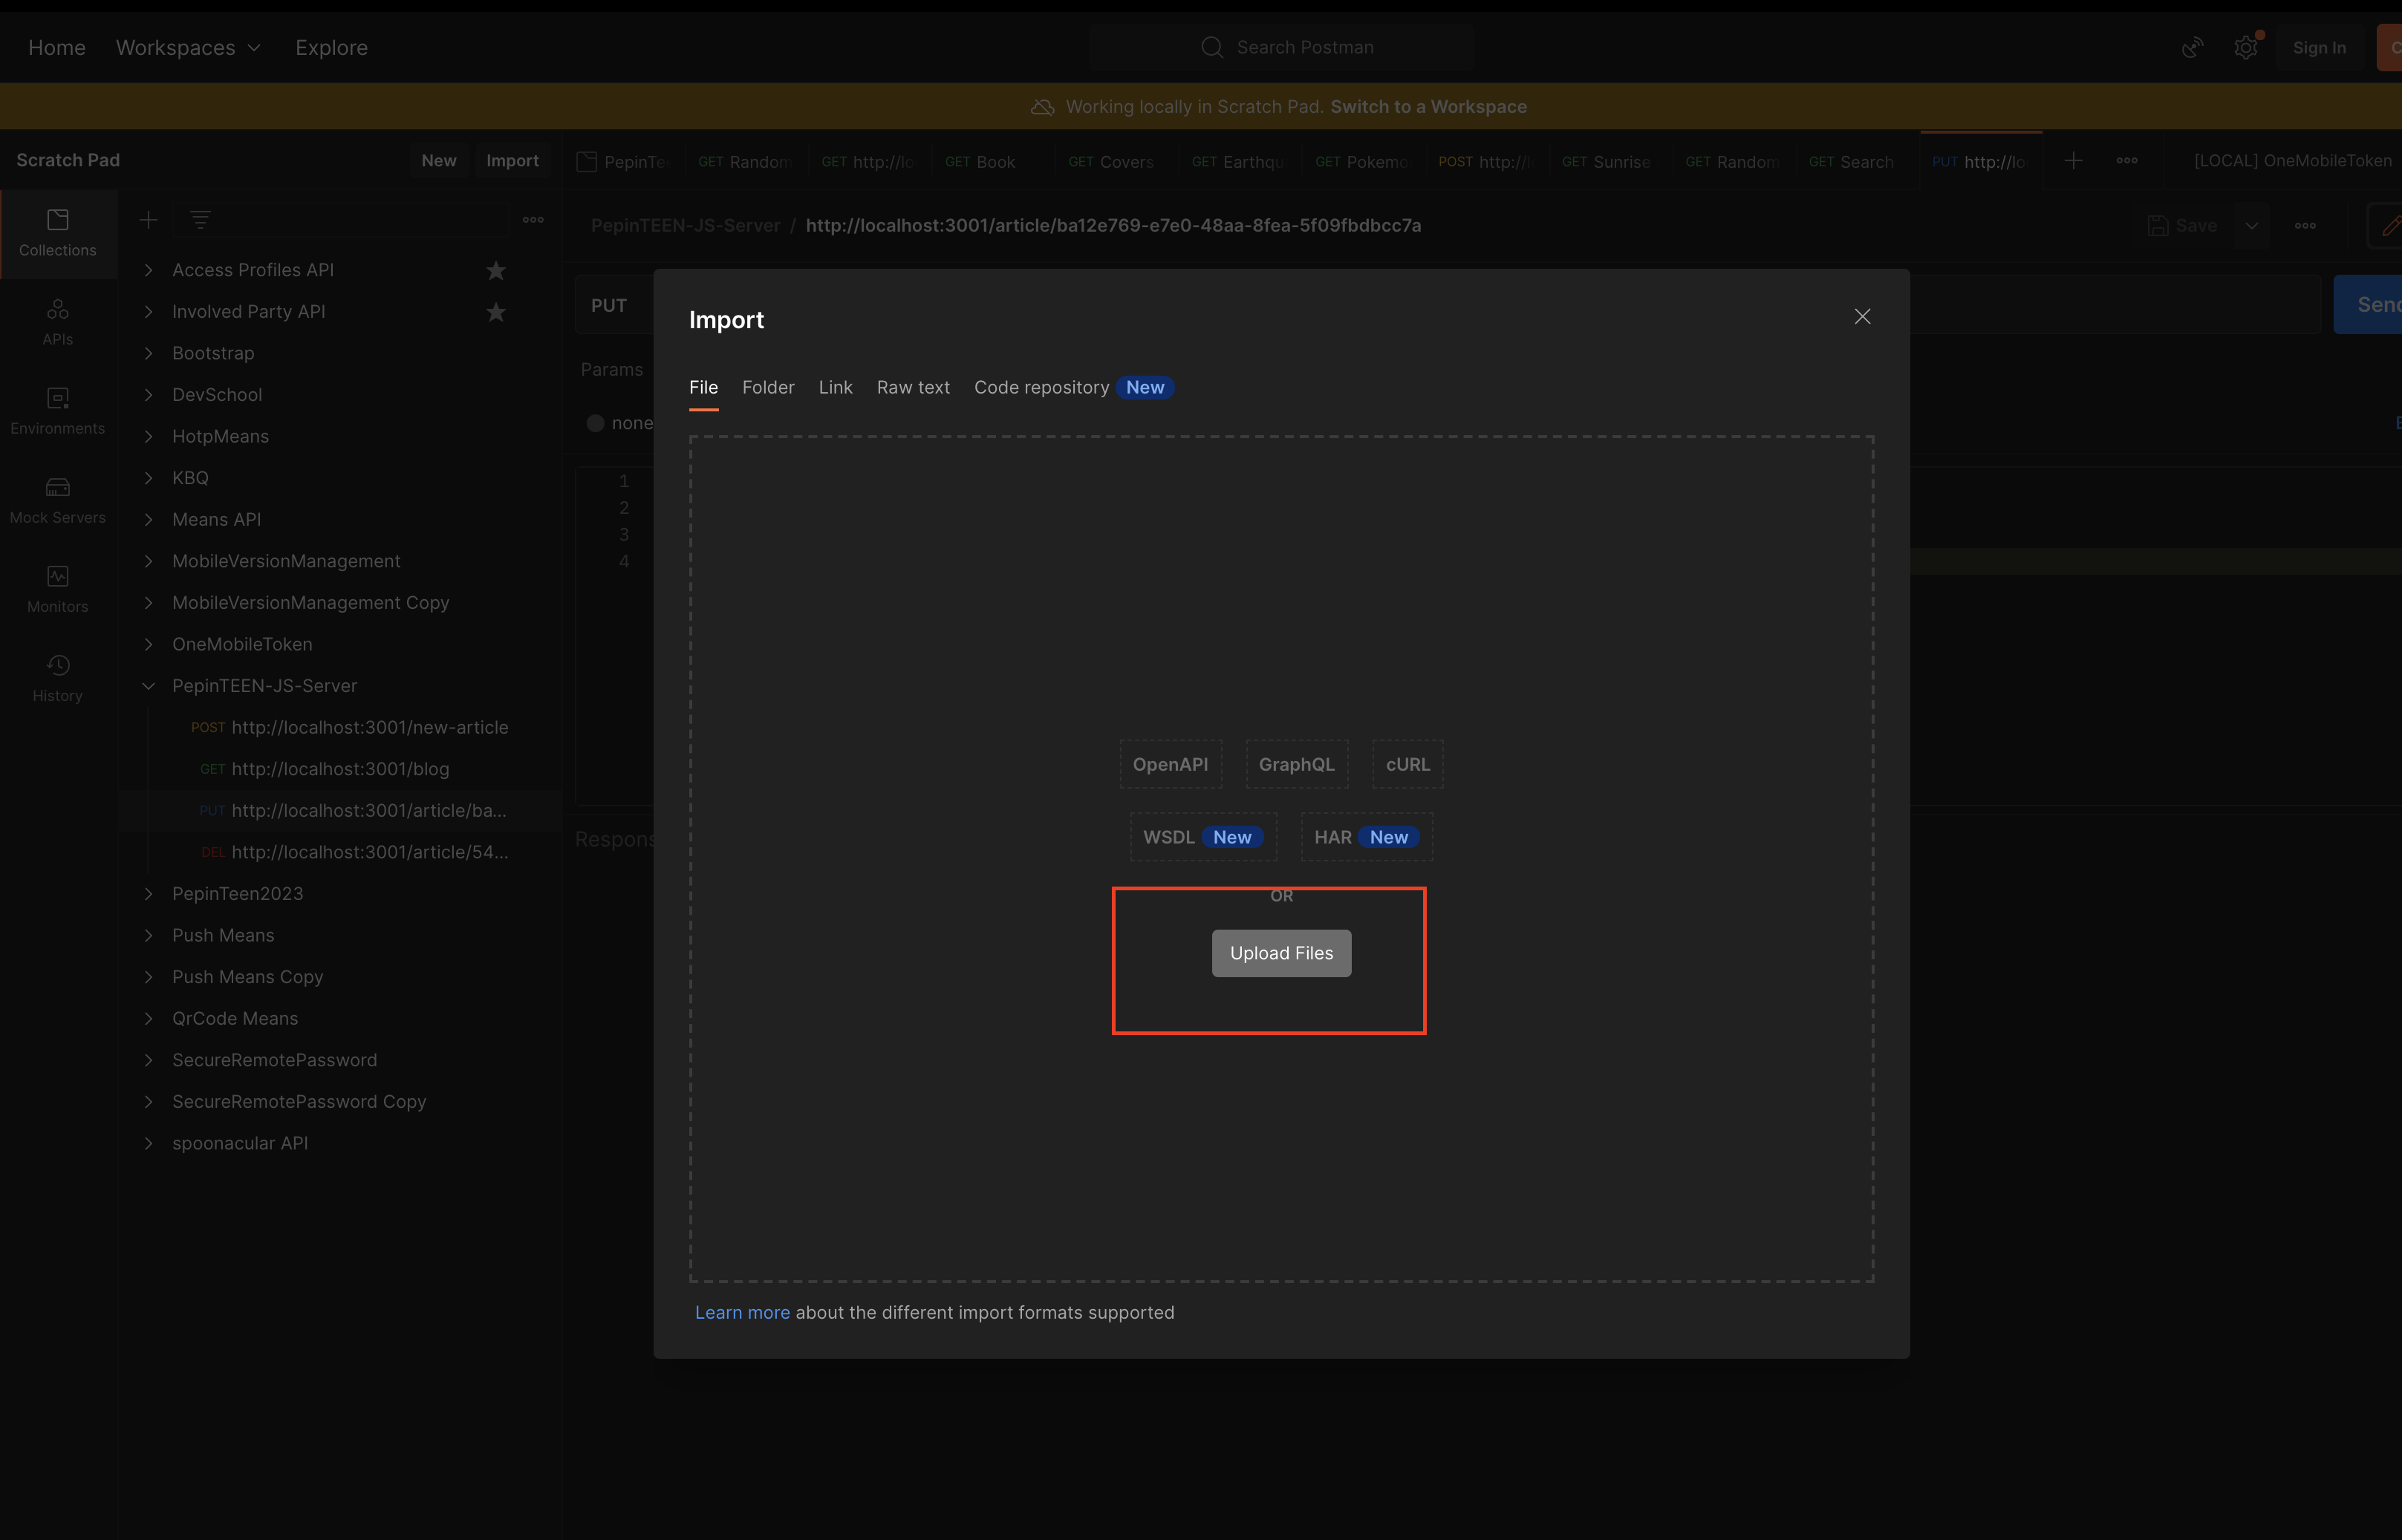 Home Workspaces Explore Search Postman Sign In
Working locally in Scratch Pad. Switch to a Workspace
Scratch Pad New Import
PepinTe GET Random GET http://lo GET Book GET Covers GET Earthqu GET Pokemo POST http:// GET Sunrise GET Random GET Search PUT http://lo [LOCAL] OneMobileToken
PepinTEEN-JS-Server / http://localhost:3001/article/ba12e769-e7e0-48aa-8fea-5f09fbdbcc7a Save
Collections
APIs
Environments
Mock Servers
Monitors
History
Access Profiles API
Involved Party API
Bootstrap
DevSchool
HotpMeans
KBQ
Means API
MobileVersionManagement
MobileVersionManagement Copy
OneMobileToken
PepinTEEN-JS-Server
POST http://localhost:3001/new-article
GET http://localhost:3001/blog
PUT http://localhost:3001/article/ba...
DEL http://localhost:3001/article/54...
PepinTeen2023
Push Means
Push Means Copy
QrCode Means
SecureRemotePassword
SecureRemotePassword Copy
spoonacular API
PUT
Sen
Params
none
1
2
3
4
Respons
Import
File Folder Link Raw text Code repository New
OpenAPI GraphQL cURL
WSDL New HAR New
OR
Upload Files
Learn more about the different import formats supported